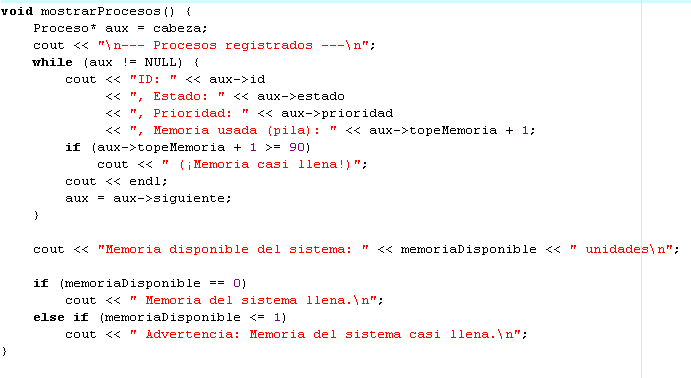 void mostrarProcesos() {
    Proceso* aux = cabeza;
    cout << "\n--- Procesos registrados ---\n";
    while (aux != NULL) {
        cout << "ID: " << aux->id
             << ", Estado: " << aux->estado
             << ", Prioridad: " << aux->prioridad
             << ", Memoria usada (pila): " << aux->topeMemoria + 1;
        if (aux->topeMemoria + 1 >= 90)
            cout << " (¡Memoria casi llena!)";
        cout << endl;
        aux = aux->siguiente;
    }

    cout << "Memoria disponible del sistema: " << memoriaDisponible << " unidades\n";

    if (memoriaDisponible == 0)
        cout << " Memoria del sistema llena.\n";
    else if (memoriaDisponible <= 1)
        cout << " Advertencia: Memoria del sistema casi llena.\n";
}